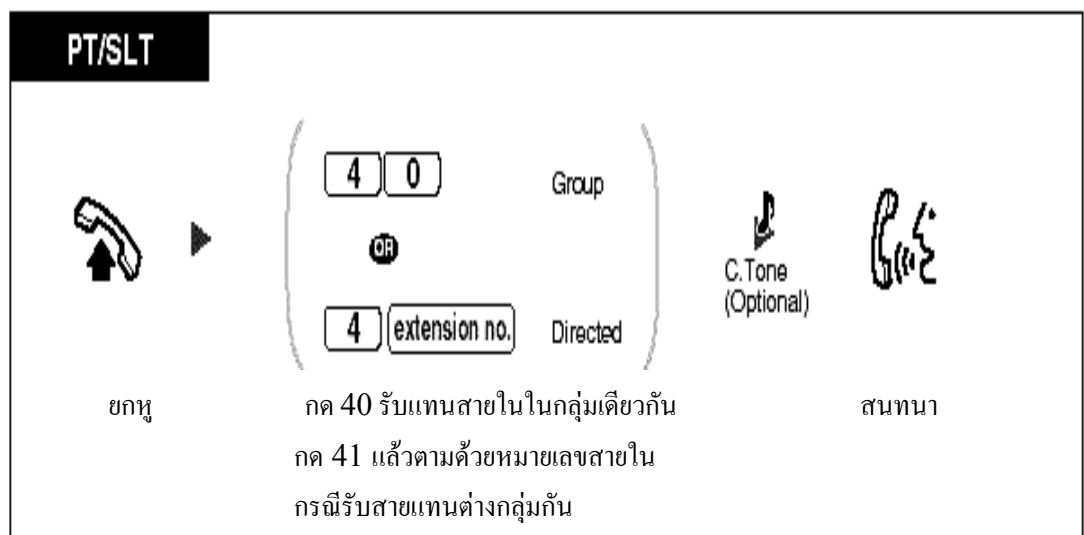 PT/SLT
4 0 Group
OR
4 extension no. Directed
C.Tone
(Optional)
ยกหู
กด 40 รับแทนสายในในกลุ่มเดียวกัน
กด 41 แล้วตามด้วยหมายเลขสายใน
กรณีรับสายแทนต่างกลุ่มกัน
สนทนา